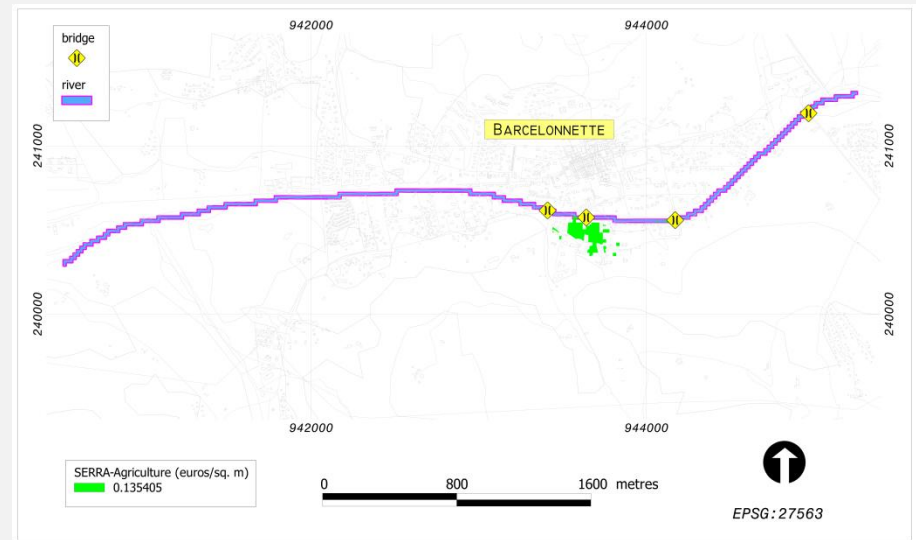 bridge
river
942000
944000
241000
241000
BARCELONNETTE
240000
240000
942000
944000
SERRA-Agriculture (euros/sq. m)
0.135405
0 800 1600 metres
EPSG:27563